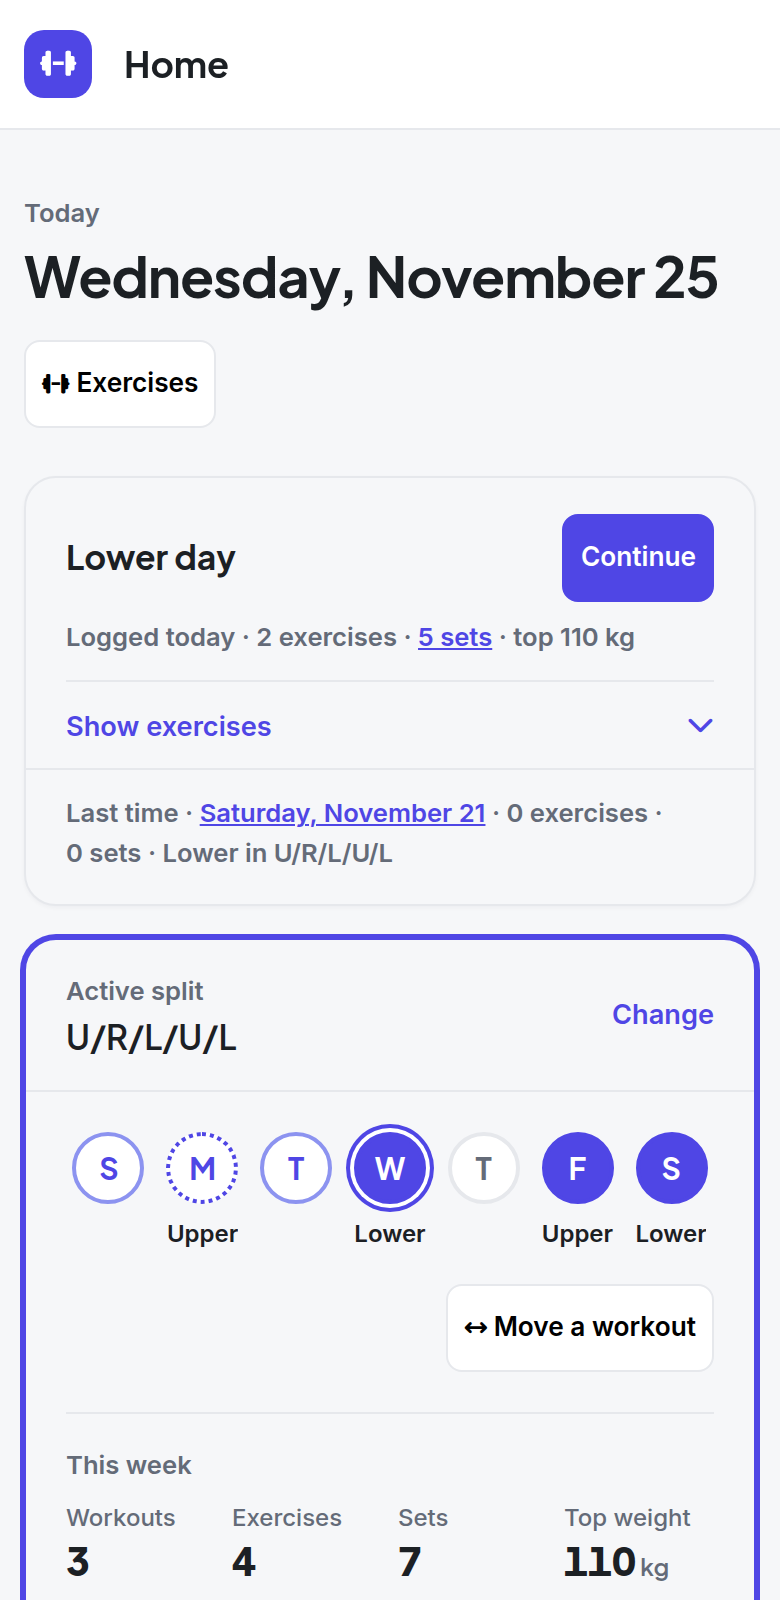 Home
Today
Wednesday, November 25
Exercises
Lower day
Continue
Logged today · 2 exercises · 5 sets · top 110 kg
Show exercises
Last time · Saturday, November 21 · 0 exercises ·
0 sets · Lower in U/R/L/U/L
Active split
U/R/L/U/L
Change
S M T W T F S
Upper Lower Upper Lower
↔ Move a workout
This week
Workouts Exercises Sets Top weight
3 4 7 110 kg